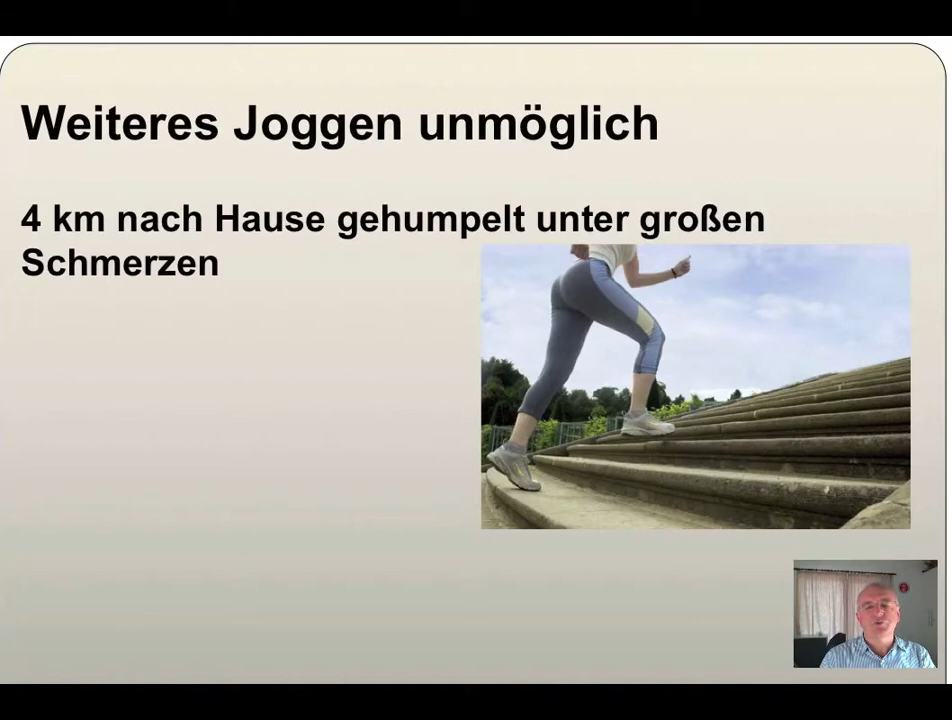 Weiteres Joggen unmöglich
4 km nach Hause gehumpelt unter großen
Schmerzen